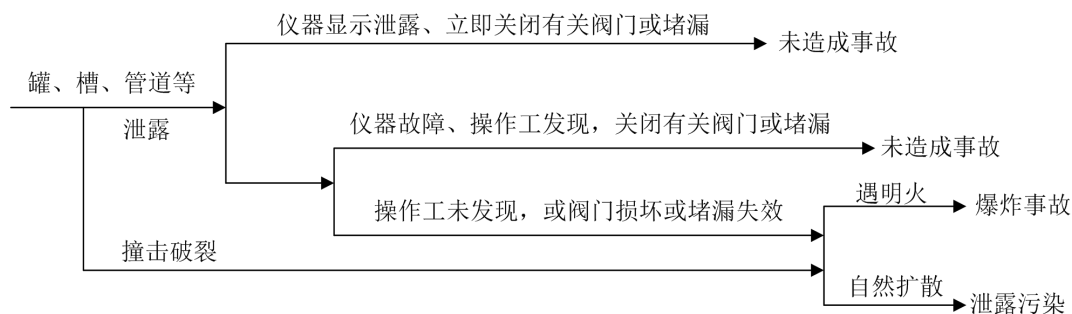 仪器显示泄露、立即关闭有关阀门或堵漏
未造成事故
罐、槽、管道等
泄露
仪器故障、操作工发现，关闭有关阀门或堵漏
未造成事故
操作工未发现，或阀门损坏或堵漏失效
遇明火
爆炸事故
撞击破裂
自然扩散
泄露污染